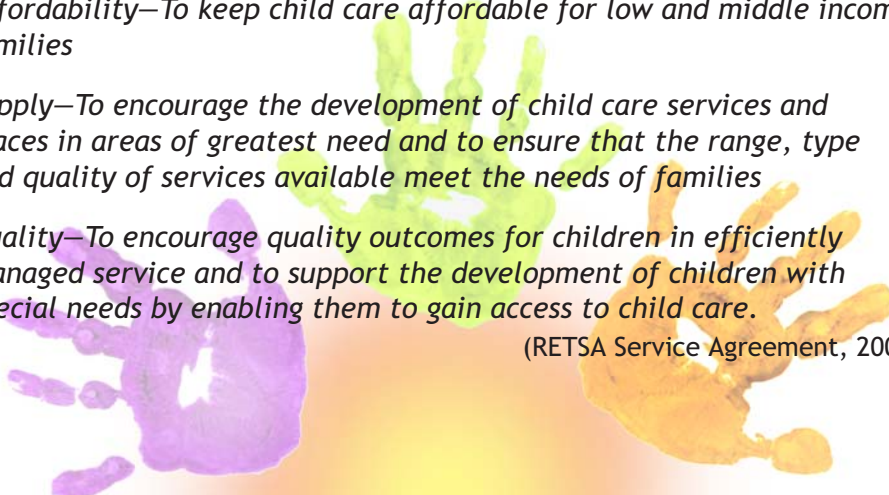 ffordability—To keep child care affordable for low and middle incom
milies
pply—To encourage the development of child care services and
aces in areas of greatest need and to ensure that the range, type
d quality of services available meet the needs of families
uality—To encourage quality outcomes for children in efficiently
anaged service and to support the development of children with
ecial needs by enabling them to gain access to child care.
(RETSA Service Agreement, 200